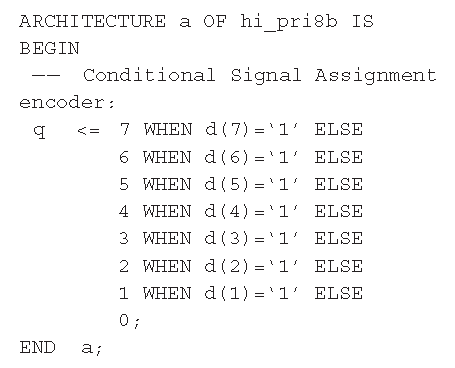 ARCHITECTURE a OF hi_pri8b IS
BEGIN
—— Conditional Signal Assignment
encoder:
q <= 7 WHEN d(7)=‘1’ ELSE
6 WHEN d(6)=‘1’ ELSE
5 WHEN d(5)=‘1’ ELSE
4 WHEN d(4)=‘1’ ELSE
3 WHEN d(3)=‘1’ ELSE
2 WHEN d(2)=‘1’ ELSE
1 WHEN d(1)=‘1’ ELSE
0;
END a;